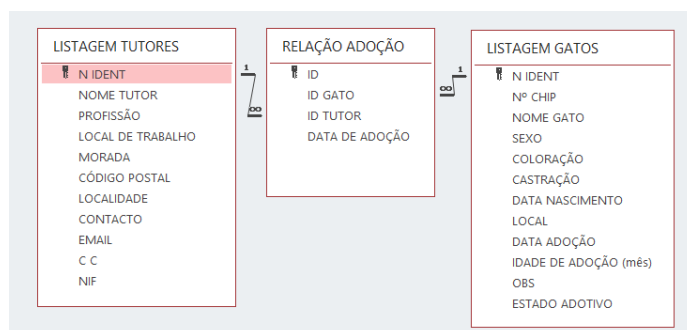 LISTAGEM TUTORES
N IDENT
NOME TUTOR
PROFISSÃO
LOCAL DE TRABALHO
MORADA
CÓDIGO POSTAL
LOCALIDADE
CONTACTO
EMAIL
C C
NIF
1
∞
RELAÇÃO ADOÇÃO
ID
ID GATO
ID TUTOR
DATA DE ADOÇÃO
1
∞
LISTAGEM GATOS
N IDENT
Nº CHIP
NOME GATO
SEXO
COLORAÇÃO
CASTRAÇÃO
DATA NASCIMENTO
LOCAL
DATA ADOÇÃO
IDADE DE ADOÇÃO (mês)
OBS
ESTADO ADOTIVO